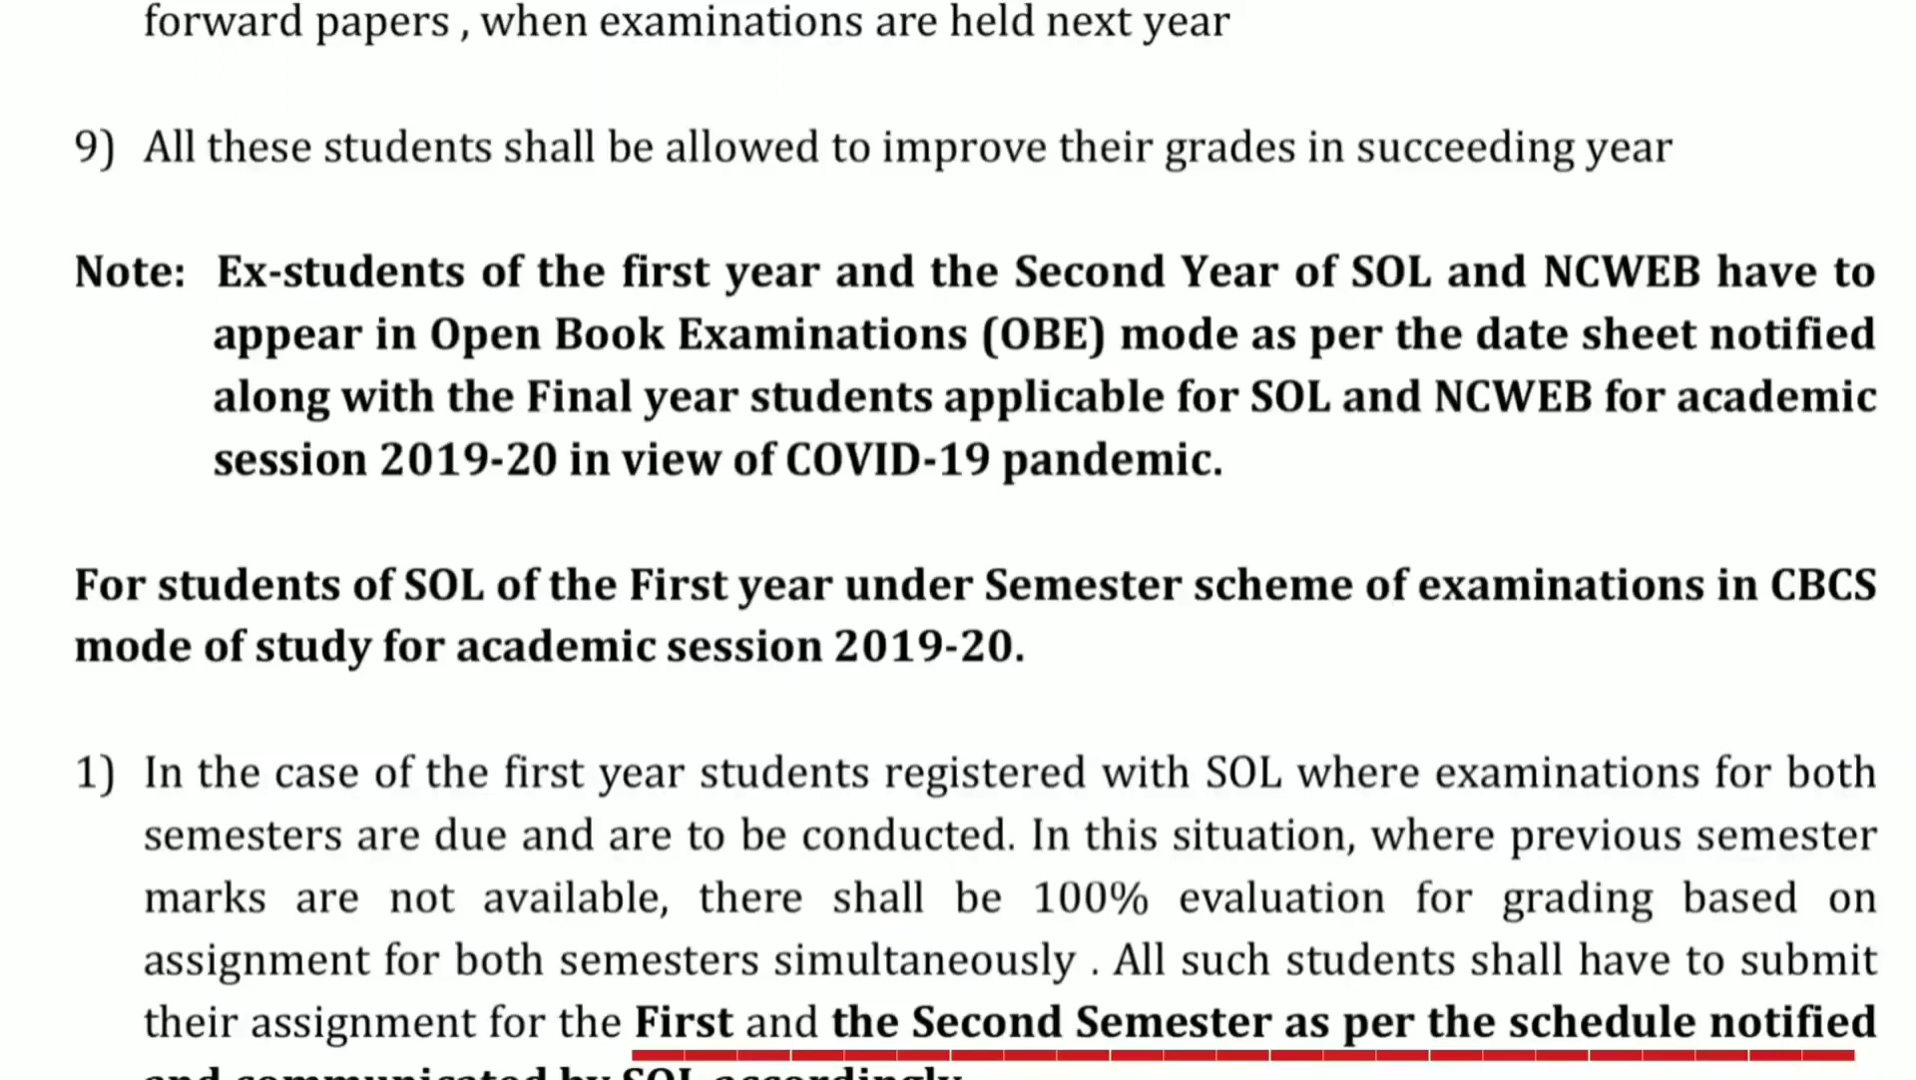 forward papers , when examinations are held next year
9) All these students shall be allowed to improve their grades in succeeding year
Note: Ex-students of the first year and the Second Year of SOL and NCWEB have to
appear in Open Book Examinations (OBE) mode as per the date sheet notified
along with the Final year students applicable for SOL and NCWEB for academic
session 2019-20 in view of COVID-19 pandemic.
For students of SOL of the First year under Semester scheme of examinations in CBCS
mode of study for academic session 2019-20.
1) In the case of the first year students registered with SOL where examinations for both
semesters are due and are to be conducted. In this situation, where previous semester
marks are not available, there shall be 100% evaluation for grading based on
assignment for both semesters simultaneously . All such students shall have to submit
their assignment for the First and the Second Semester as per the schedule notified
and communicated by SOL accordingly